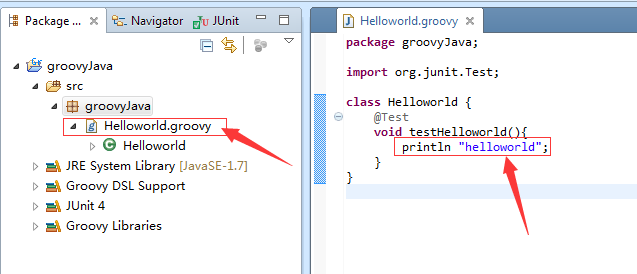 Package ...
Navigator
JUnit
groovyJava
src
groovyJava
Helloworld.groovy
Helloworld
JRE System Library [JavaSE-1.7]
Groovy DSL Support
JUnit 4
Groovy Libraries
Helloworld.groovy
package groovyJava;
import org.junit.Test;
class Helloworld {
@Test
void testHelloworld(){
println "helloworld";
}
}